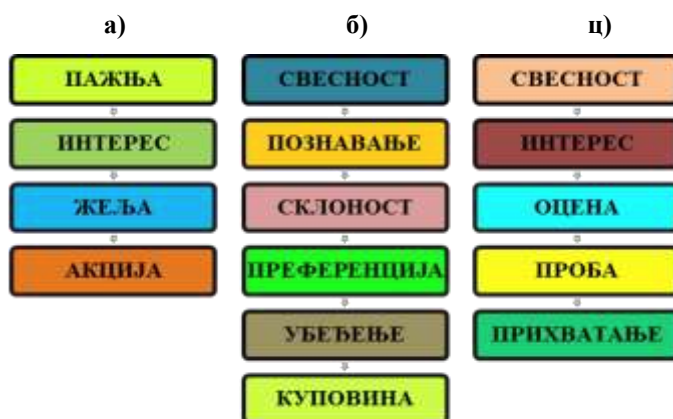 а)
ПАЖЊА
ИНТЕРЕС
ЖЕЉА
АКЦИЈА
б)
СВЕСНОСТ
ПОЗНАВАЊЕ
СКЛОНОСТ
ПРЕФЕРЕНЦИЈА
УБЕЂЕЊЕ
КУПОВИНА
ц)
СВЕСНОСТ
ИНТЕРЕС
ОЦЕНА
ПРОБА
ПРИХВАТАЊЕ